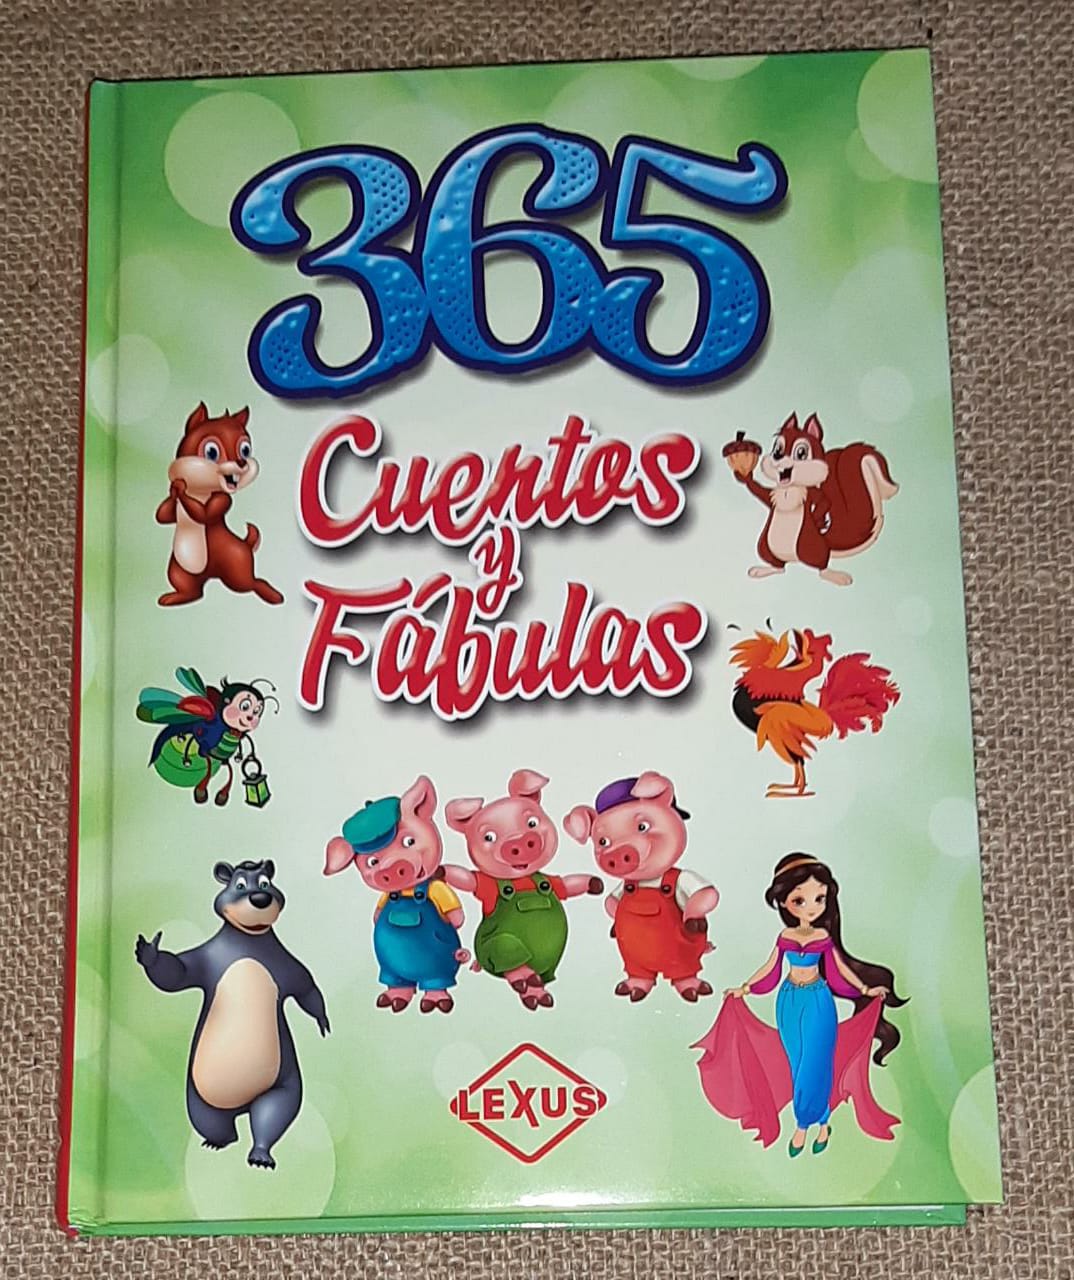 365
Cuentos
y
Fábulas
LEXUS